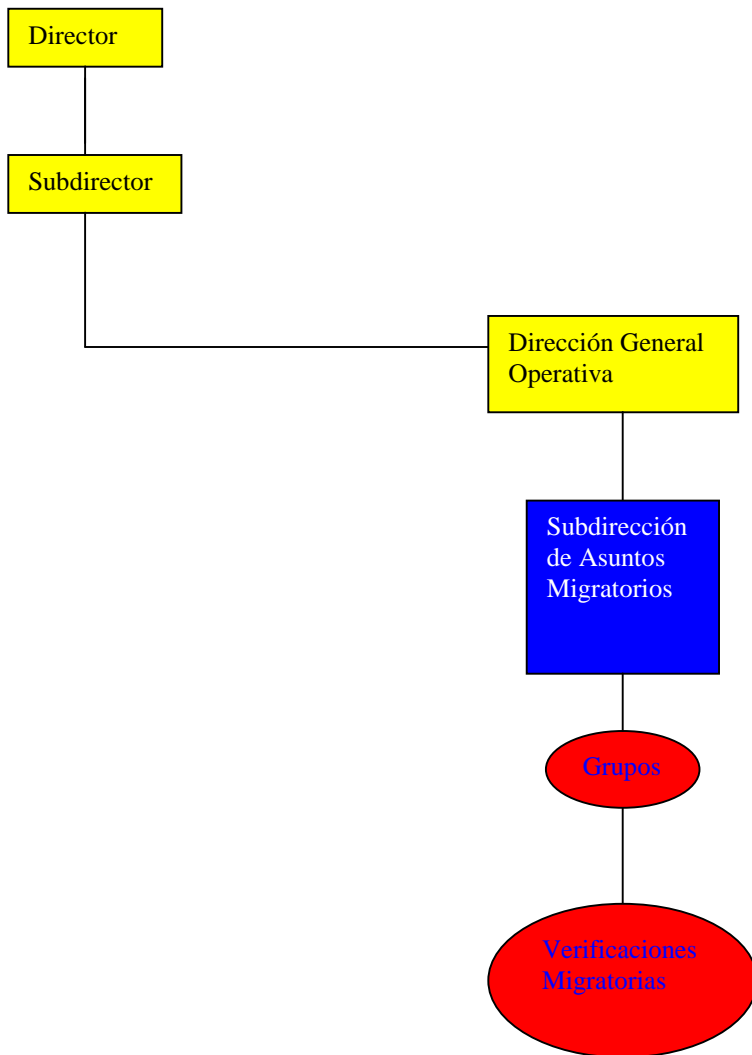 Director
Subdirector
Dirección General
Operativa
Subdirección
de Asuntos
Migratorios
Grupos
Verificaciones
Migratorias